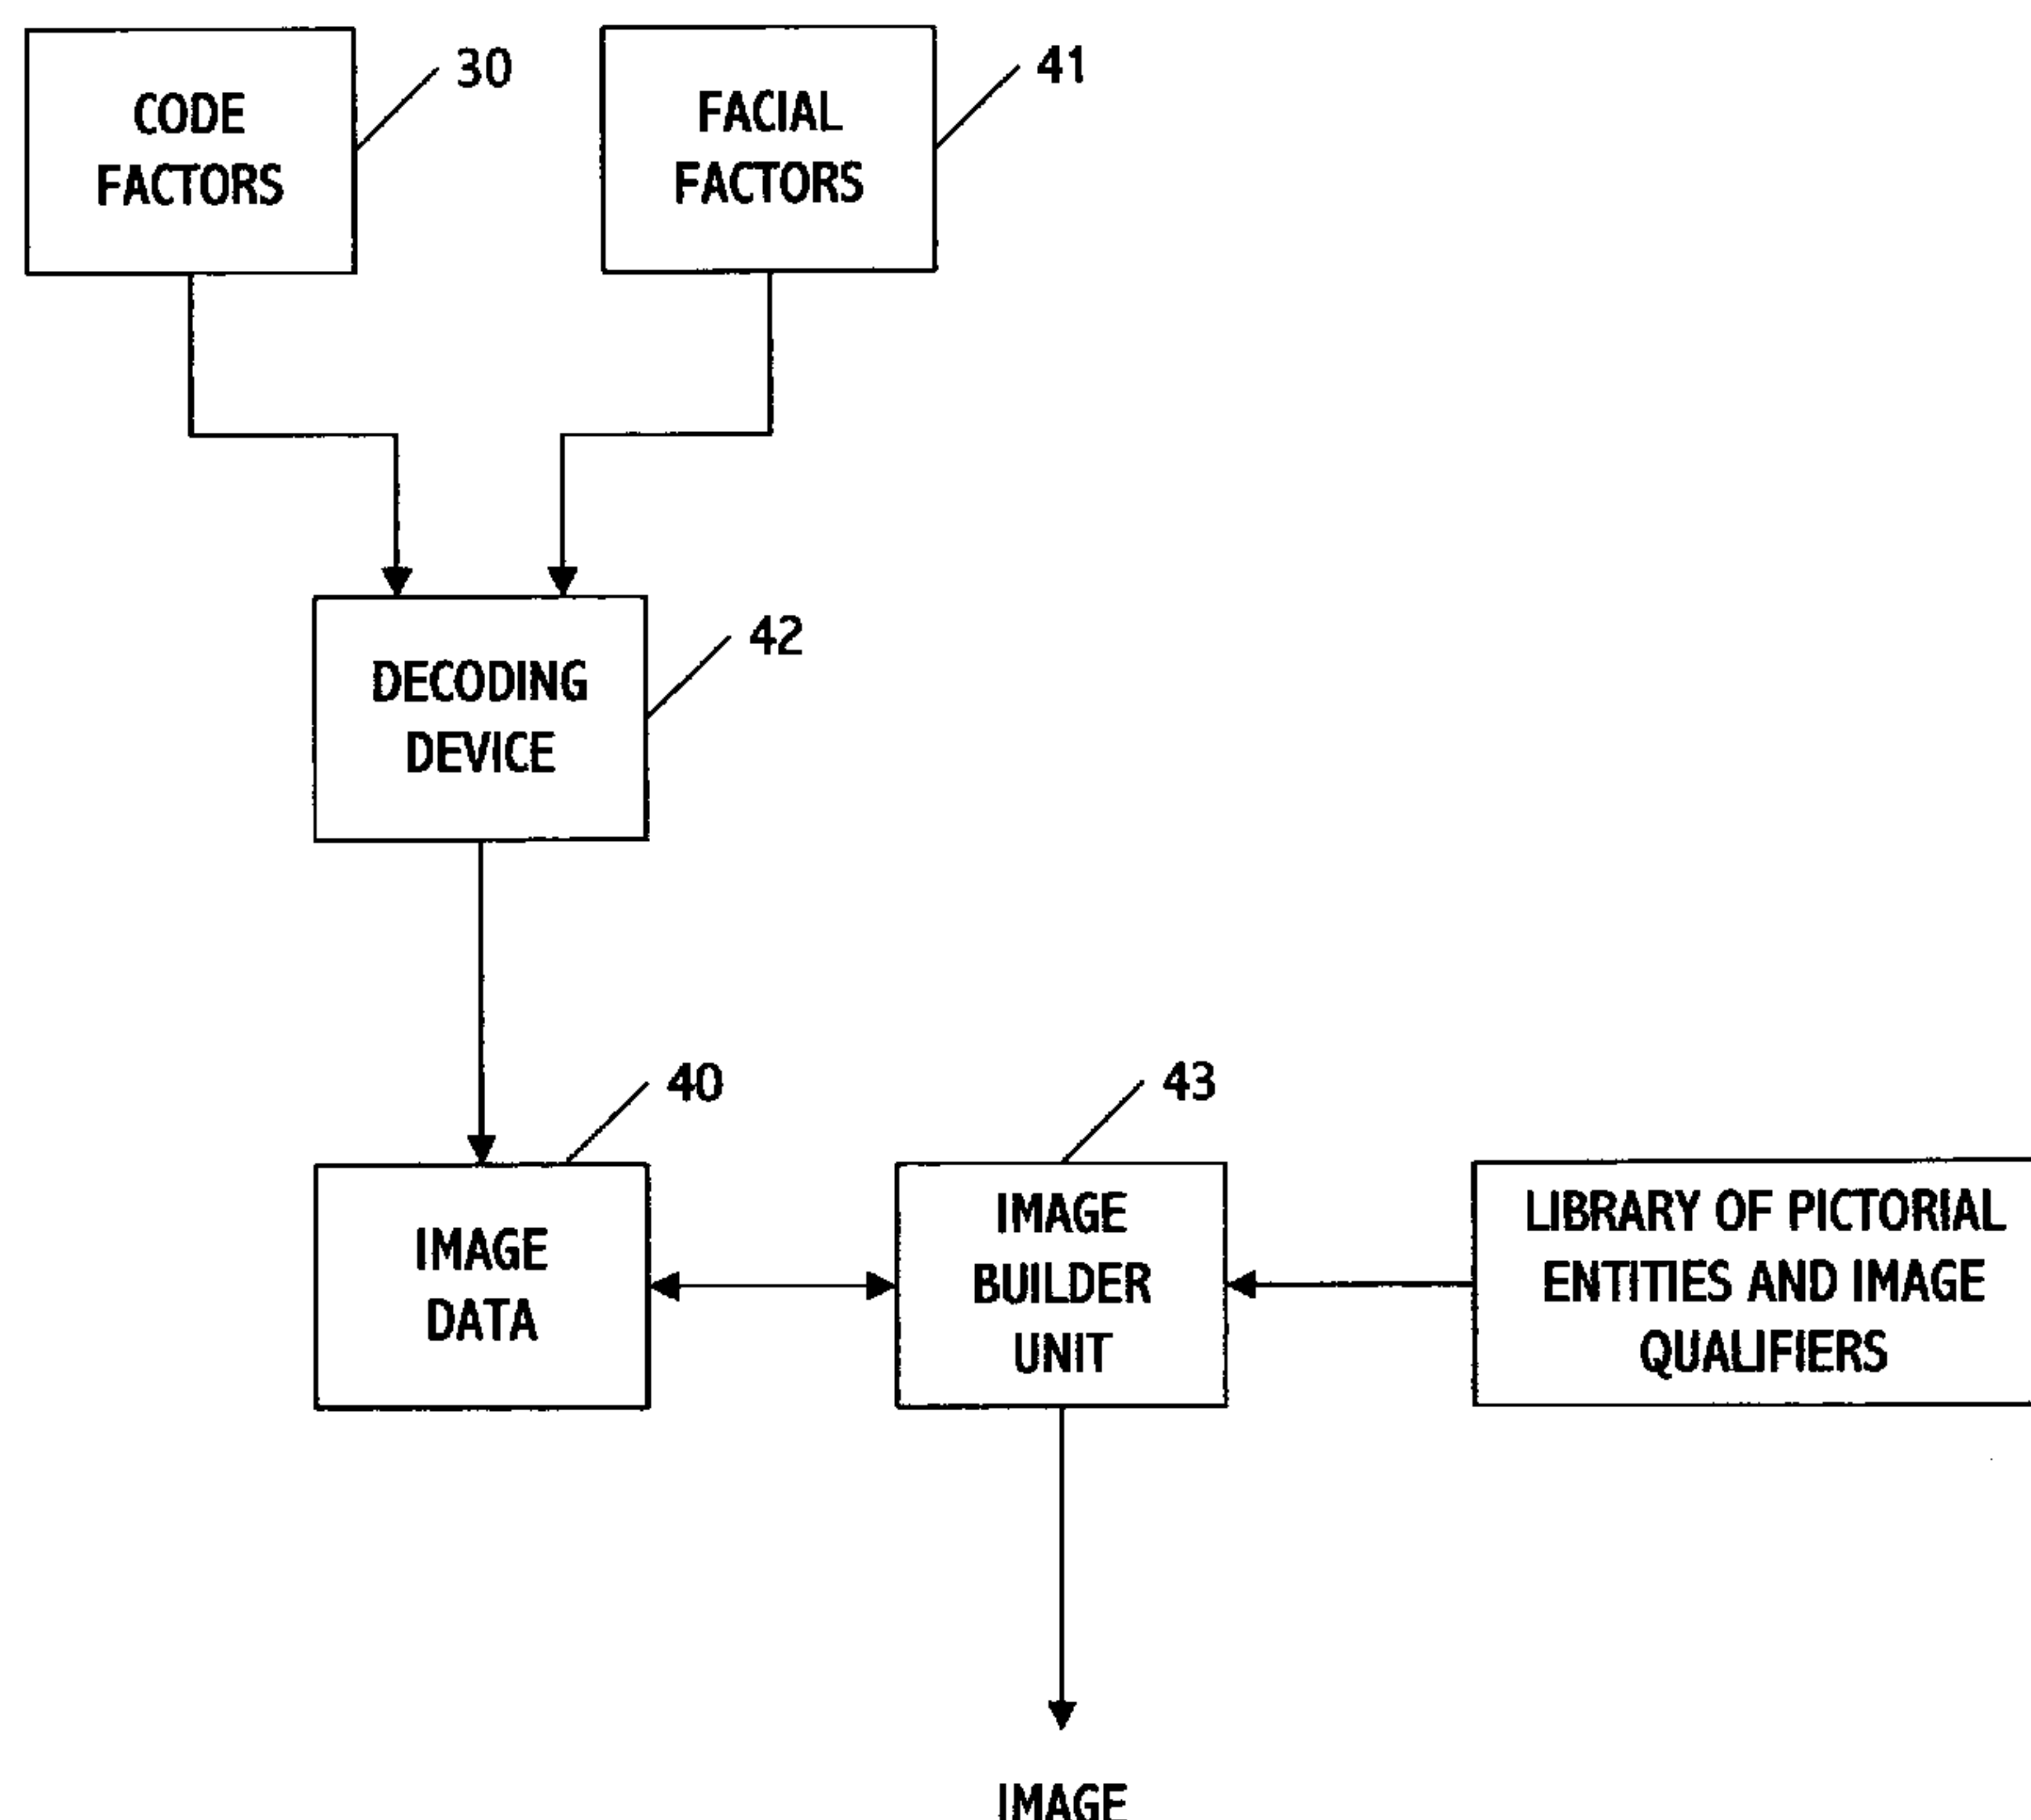 CODE
FACTORS
30
FACIAL
FACTORS
41
DECODING
DEVICE
42
IMAGE
DATA
40
IMAGE
BUILDER
UNIT
43
LIBRARY OF PICTORIAL
ENTITIES AND IMAGE
QUALIFIERS
IMAGE